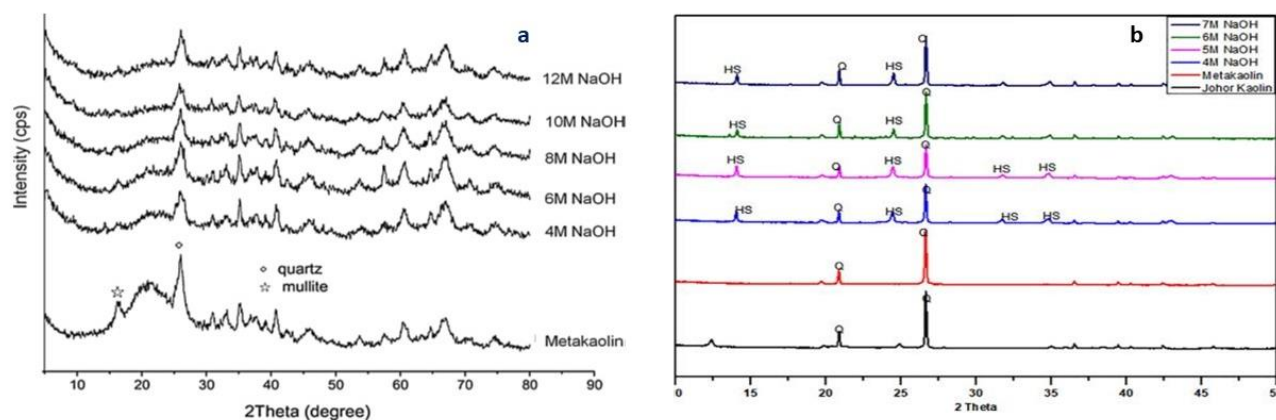 a
12M NaOH
10M NaOH
8M NaOH
6M NaOH
4M NaOH
quartz
mullite
Metakaolin
Intensity (cps)
10 20 30 40 50 60 70 80 90
2Theta (degree)
b
7M NaOH
6M NaOH
5M NaOH
4M NaOH
Metakaolin
Johor Kaolin
HS Q HS Q
HS Q HS Q
HS Q HS Q HS HS
HS Q HS Q HS HS
Q Q
Q Q
0 15 20 25 30 35 40 45 50
2 Theta